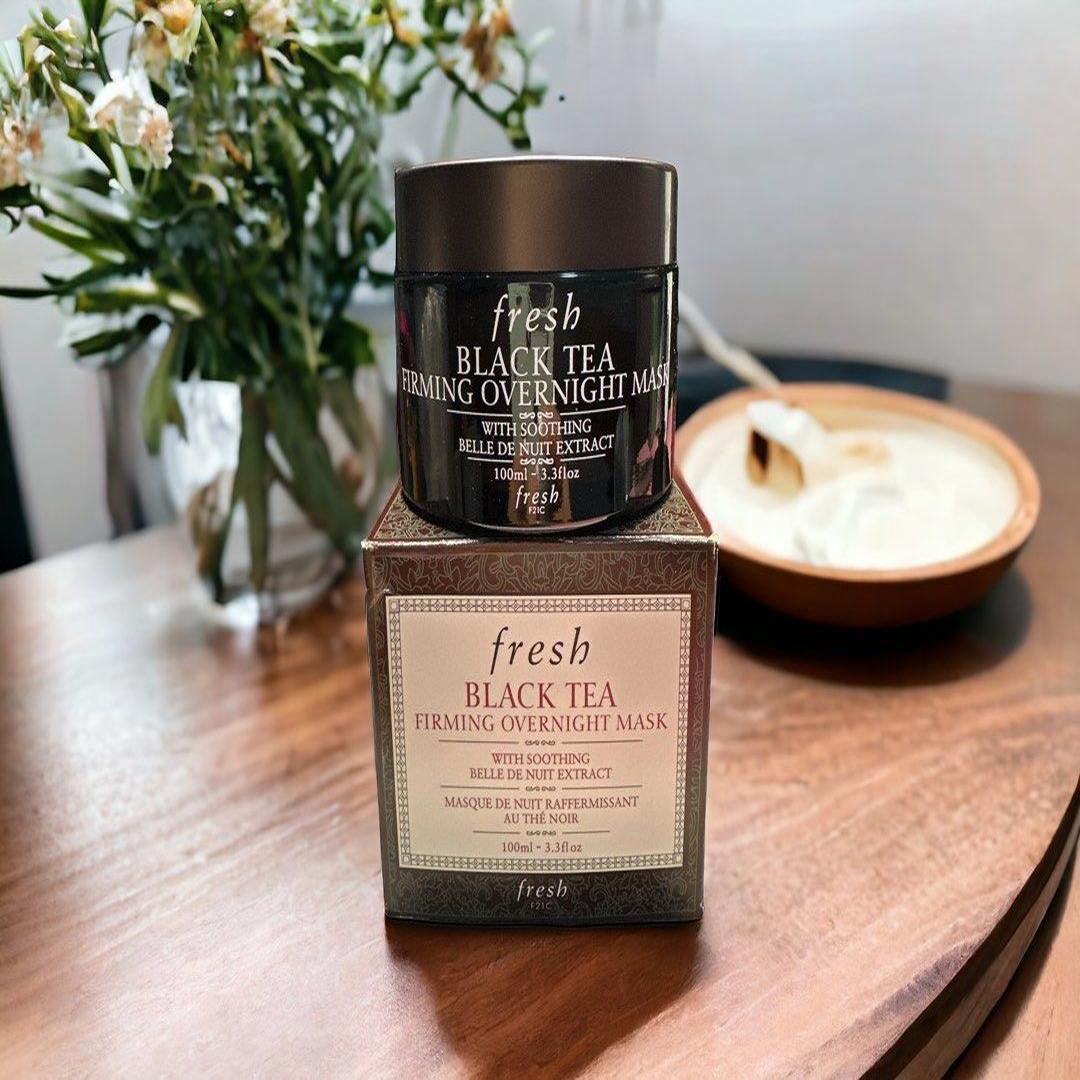 fresh
BLACK TEA
FIRMING OVERNIGHT MASK
WITH SOOTHING
BELLE DE NUIT EXTRACT
100ml - 3.3fl oz
fresh
F21C
fresh
BLACK TEA
FIRMING OVERNIGHT MASK
WITH SOOTHING
BELLE DE NUIT EXTRACT
MASQUE DE NUIT RAFFERMISSANT
AU THÉ NOIR
100ml - 3.3fl oz
fresh
F21C